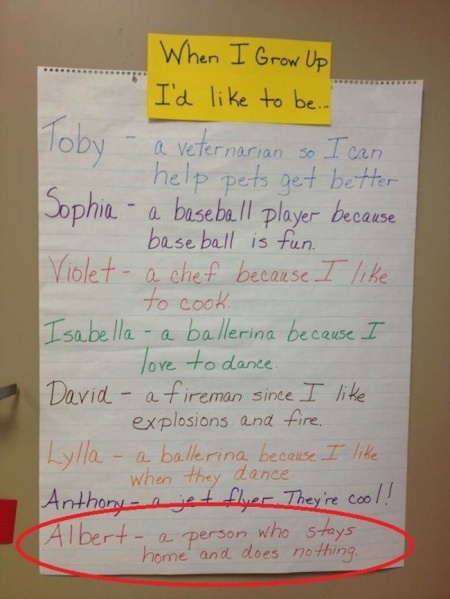 When I Grow Up
I'd like to be...
Toby - a veternarian so I can
help pets get better
Sophia - a baseball player because
baseball is fun.
Violet - a chef because I like
to cook.
Isabella - a ballerina because I
love to dance.
David - a fireman since I like
explosions and fire.
Lylla - a ballerina because I like
when they dance
Anthony - a jet flyer. They're cool!
Albert - a person who stays
home and does nothing.